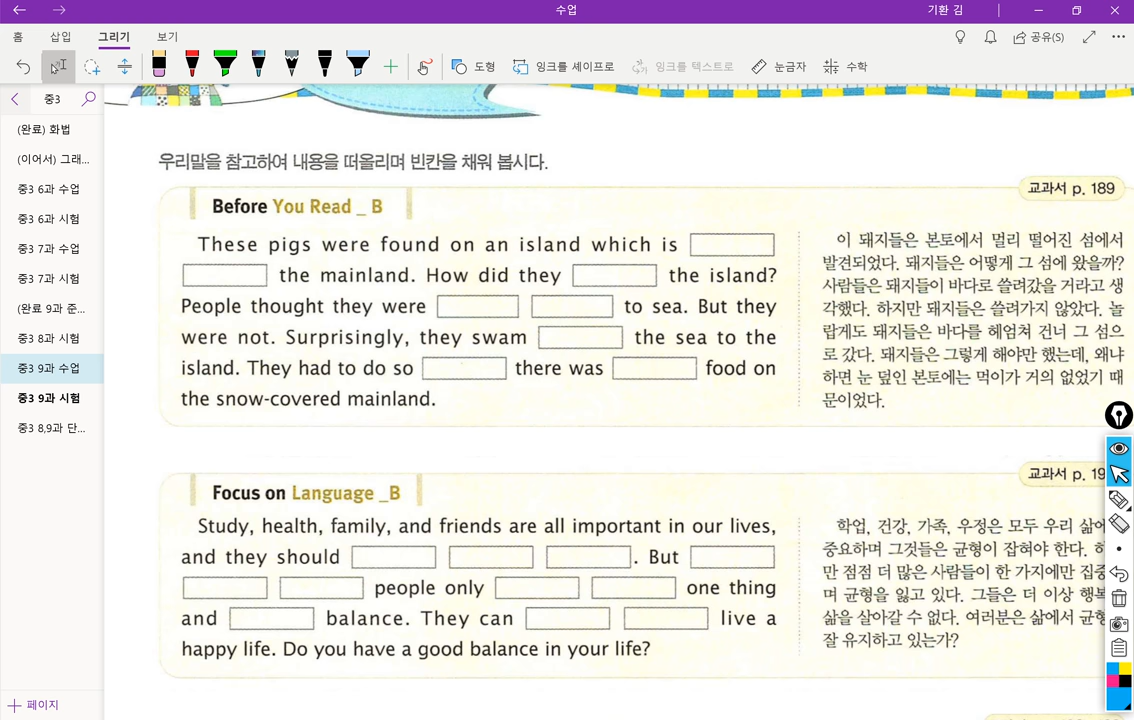 수업
기환 김
홈 삽입 그리기 보기
공유(S)
도형 잉크를 셰이프로 잉크를 텍스트로 눈금자 수학
중3
(완료) 화법
(이어서) 그래...
중3 6과 수업
중3 6과 시험
중3 7과 수업
중3 7과 시험
(완료 9과 준...
중3 8과 시험
중3 9과 수업
중3 9과 시험
중3 8,9과 단...
페이지
우리말을 참고하여 내용을 떠올리며 빈칸을 채워 봅시다.
교과서 p. 189
Before You Read _ B
These pigs were found on an island which is
the mainland. How did they the island?
People thought they were to sea. But they
were not. Surprisingly, they swam the sea to the
island. They had to do so there was food on
the snow-covered mainland.
이 돼지들은 본토에서 멀리 떨어진 섬에서
발견되었다. 돼지들은 어떻게 그 섬에 왔을까?
사람들은 돼지들이 바다로 쓸려갔을 거라고 생
각했다. 하지만 돼지들은 쓸려가지 않았다. 놀
랍게도 돼지들은 바다를 헤엄쳐 건너 그 섬으
로 갔다. 돼지들은 그렇게 해야만 했는데, 왜냐
하면 눈 덮인 본토에는 먹이가 거의 없었기 때
문이었다.
교과서 p. 19
Focus on Language _B
Study, health, family, and friends are all important in our lives,
and they should . But
people only one thing
and balance. They can live a
happy life. Do you have a good balance in your life?
학업, 건강, 가족, 우정은 모두 우리 삶에
중요하며 그것들은 균형이 잡혀야 한다. 하
만 점점 더 많은 사람들이 한 가지에만 집중
며 균형을 잃고 있다. 그들은 더 이상 행복
삶을 살아갈 수 없다. 여러분은 삶에서 균형
잘 유지하고 있는가?